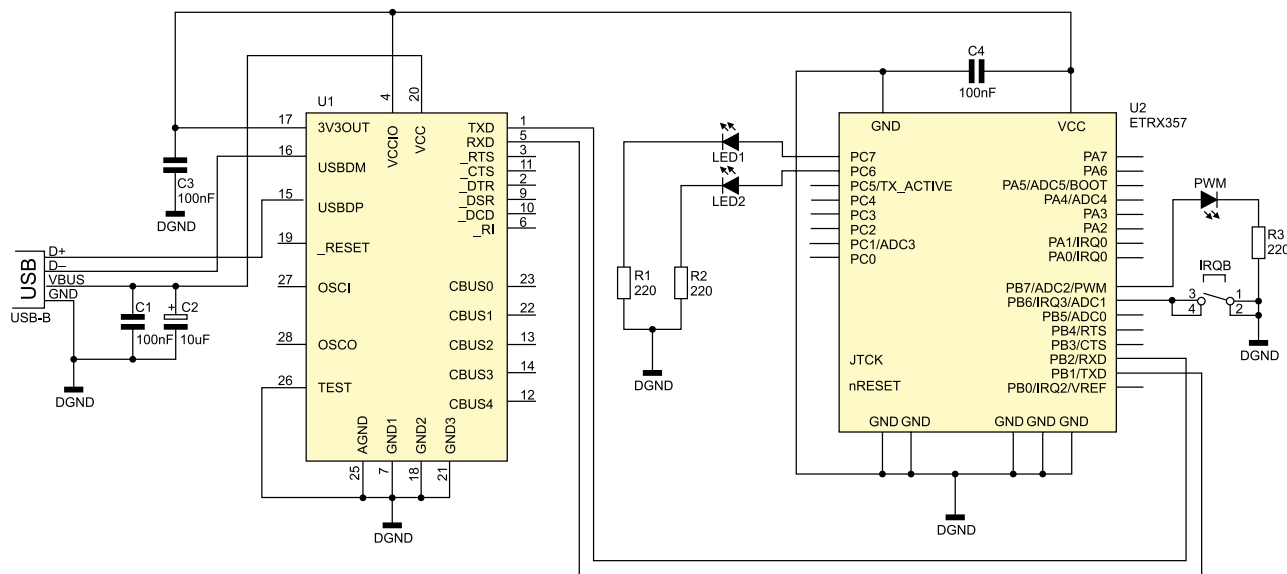 U1
4
20
VCCIO
VCC
17
3V3OUT
16
USBDM
15
USBDP
19
_RESET
27
OSCI
28
OSCO
26
TEST
TXD
1
RXD
5
_RTS
3
_CTS
11
_DTR
2
_DSR
9
_DCD
10
_RI
6
CBUS0
23
CBUS1
22
CBUS2
13
CBUS3
14
CBUS4
12
AGND
GND1
GND2
GND3
25
7
18
21
DGND
C3
100nF
DGND
USB
D+
D–
VBUS
GND
USB-B
C1
100nF
+
C2
10uF
DGND
LED1
LED2
R1
220
R2
220
DGND
C4
100nF
U2
ETRX357
GND
VCC
PC7
PC6
PC5/TX_ACTIVE
PC4
PC3
PC2
PC1/ADC3
PC0
JTCK
nRESET
PA7
PA6
PA5/ADC5/BOOT
PA4/ADC4
PA3
PA2
PA1/IRQ0
PA0/IRQ0
PB7/ADC2/PWM
PB6/IRQ3/ADC1
PB5/ADC0
PB4/RTS
PB3/CTS
PB2/RXD
PB1/TXD
PB0/IRQ2/VREF
GND
GND
GND
GND
GND
DGND
PWM
R3
220
IRQB
3
1
4
2
DGND